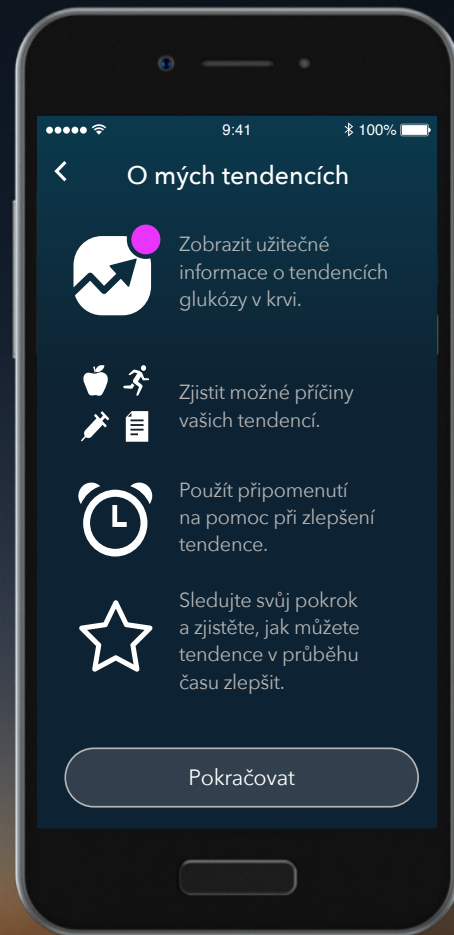 9:41
100%
O mých tendencích
Zobrazit užitečné
informace o tendencích
glukózy v krvi.
Zjistit možné příčiny
vašich tendencí.
Použít připomenutí
na pomoc při zlepšení
tendence.
Sledujte svůj pokrok
a zjistěte, jak můžete
tendence v průběhu
času zlepšit.
Pokračovat